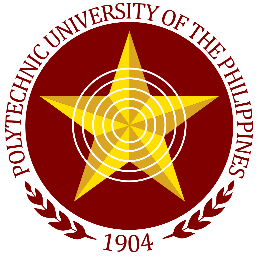 POLYTECHNIC UNIVERSITY OF THE PHILIPPINES
1904